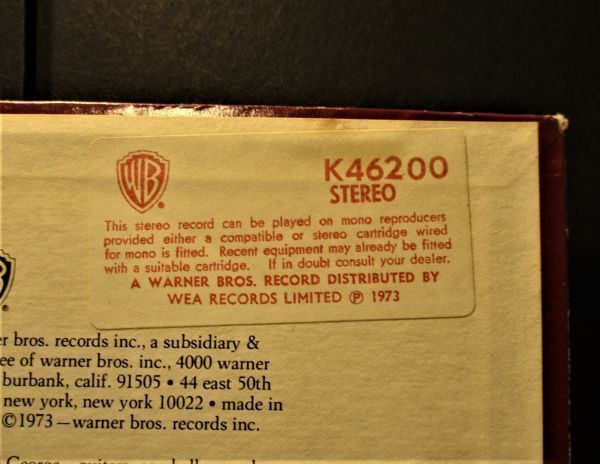 WB ®
K46200
STEREO
This stereo record can be played on mono reproducers
provided either a compatible or stereo cartridge wired
for mono is fitted. Recent equipment may already be fitted
with a suitable cartridge. If in doubt consult your dealer.
A WARNER BROS. RECORD DISTRIBUTED BY
WEA RECORDS LIMITED ℗ 1973
bros. records inc., a subsidiary &
of warner bros. inc., 4000 warner
burbank, calif. 91505 • 44 east 50th
new york, new york 10022 • made in
©1973 – warner bros. records inc.